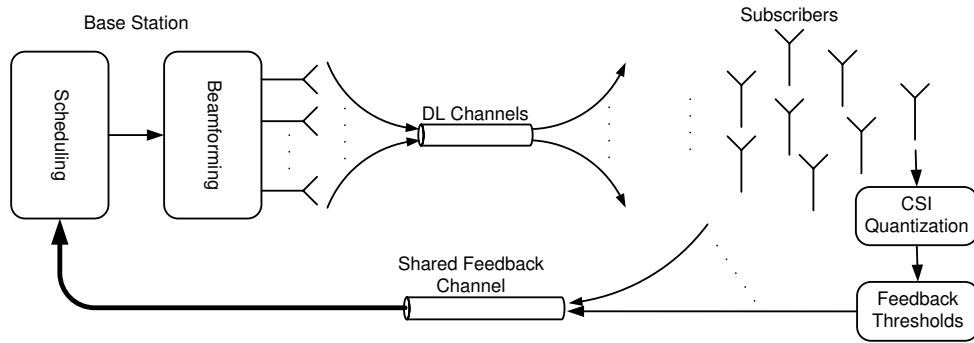 Base Station
Subscribers
Scheduling
Beamforming
DL Channels
CSI
Quantization
Shared Feedback
Channel
Feedback
Thresholds